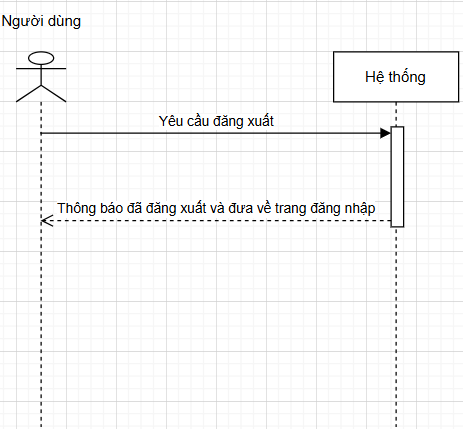 Người dùng
Hệ thống
Yêu cầu đăng xuất
Thông báo đã đăng xuất và đưa về trang đăng nhập